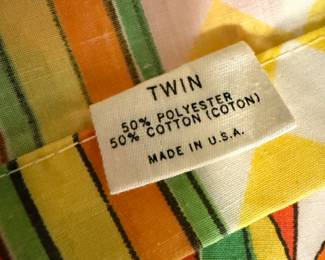 TWIN
50% POLYESTER
50% COTTON (COTON)
MADE IN U.S.A.